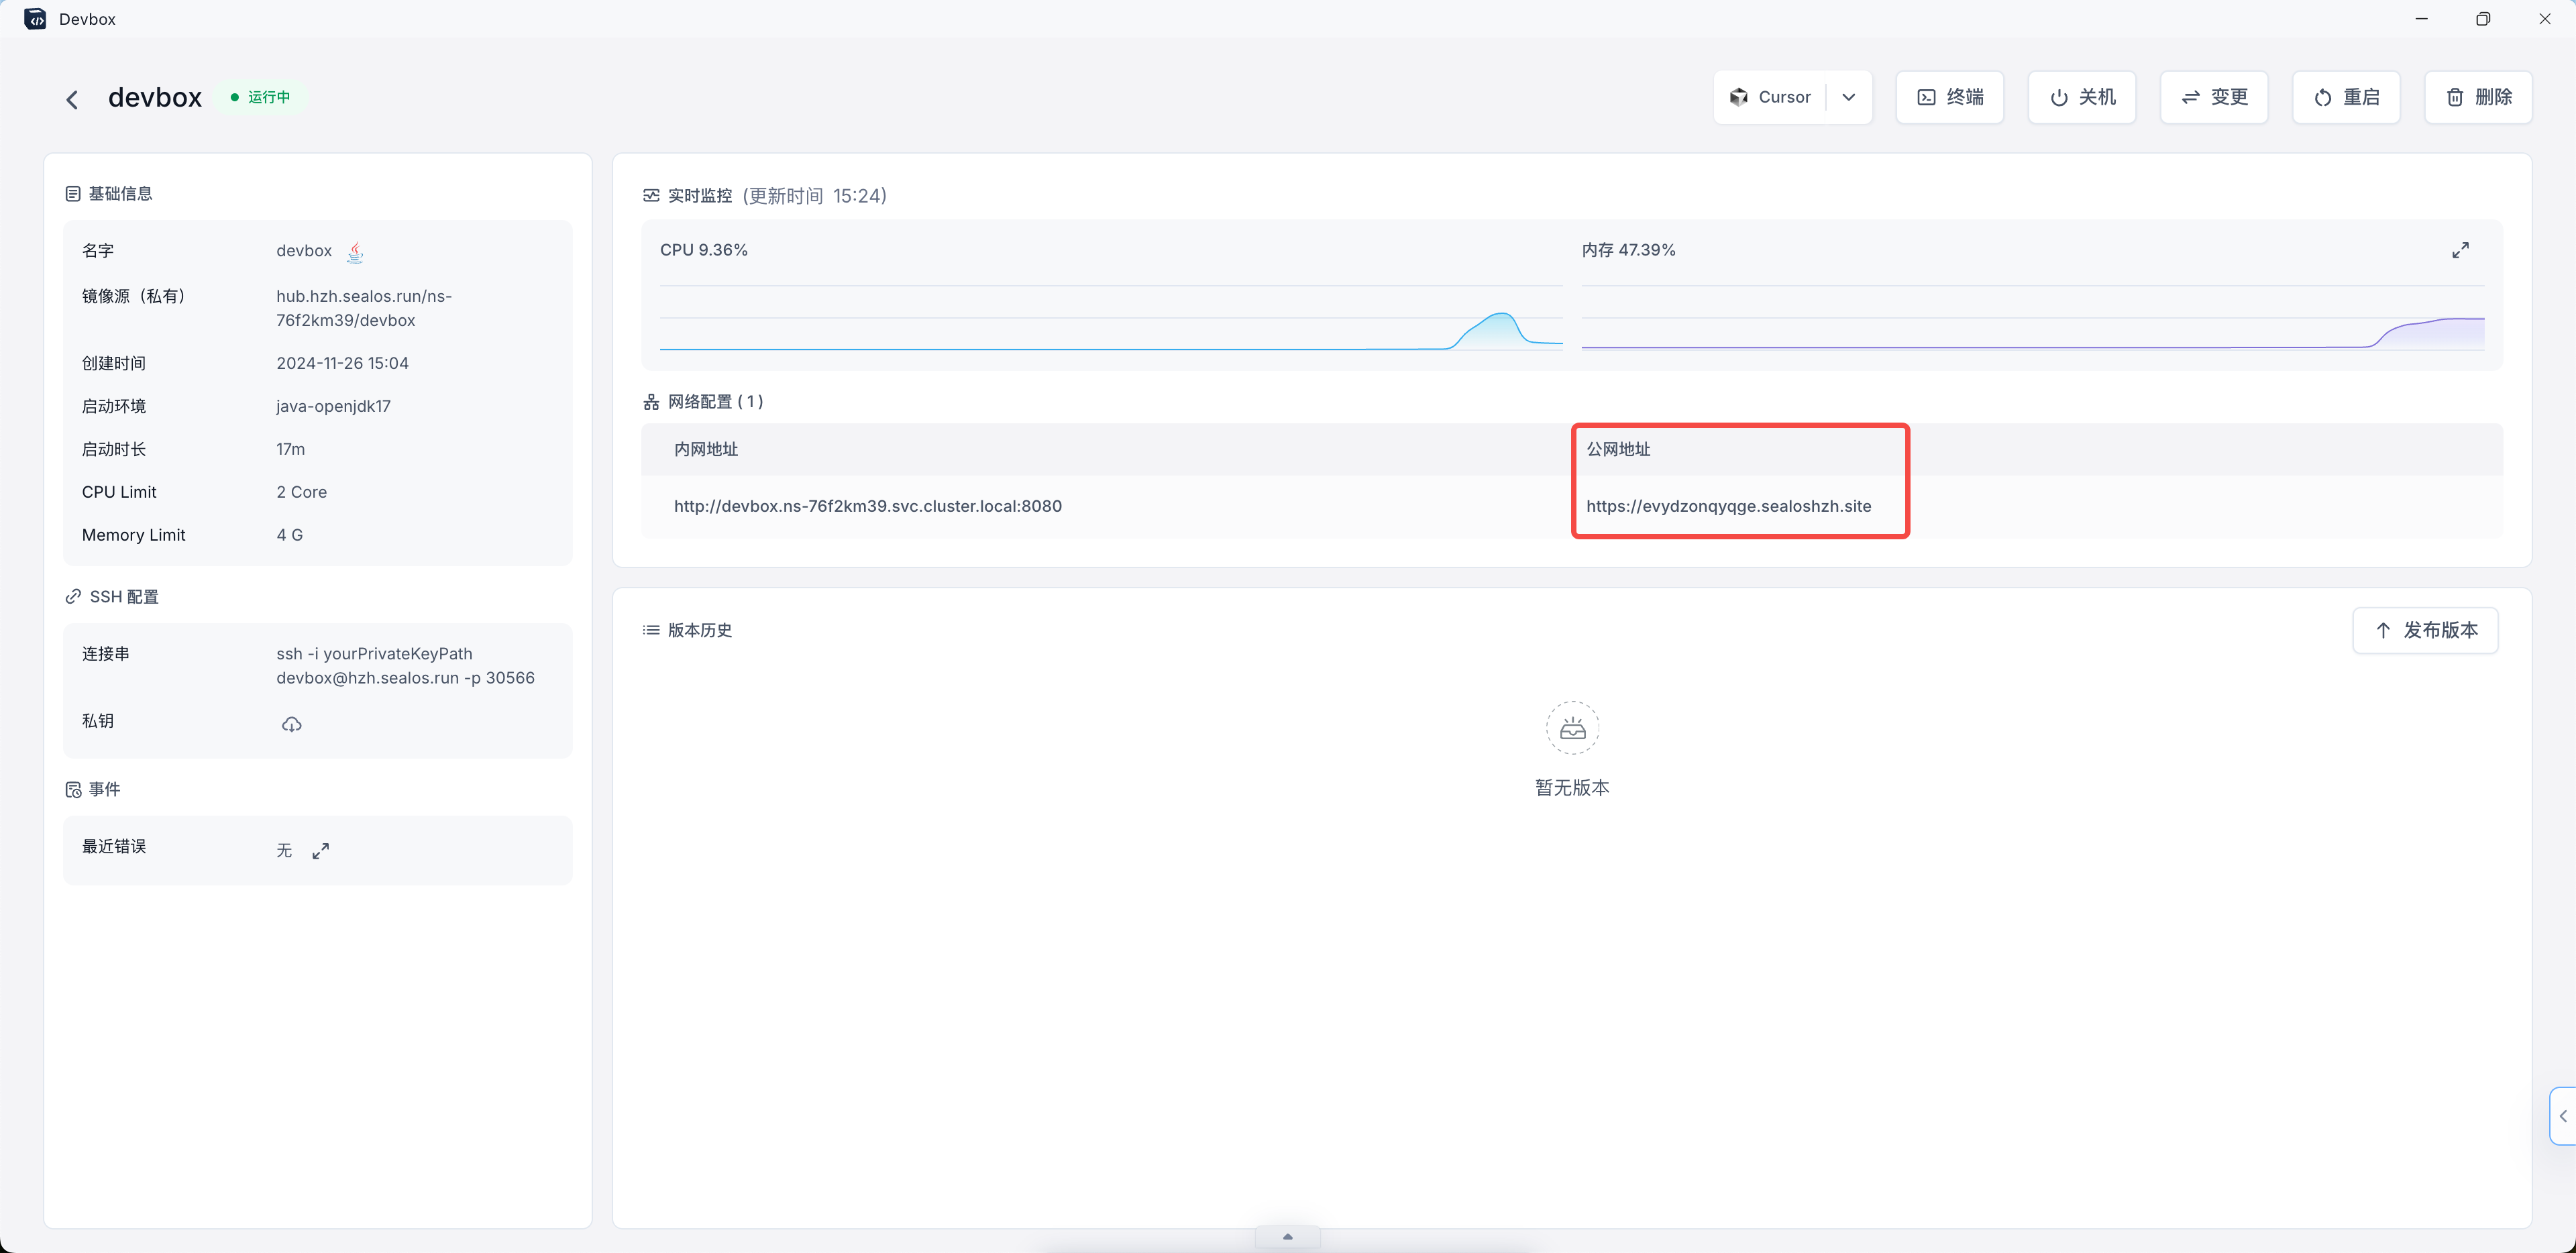 Devbox
devbox
运行中
Cursor
终端
关机
变更
重启
删除
基础信息
名字
devbox
镜像源（私有）
hub.hzh.sealos.run/ns-
76f2km39/devbox
创建时间
2024-11-26 15:04
启动环境
java-openjdk17
启动时长
17m
CPU Limit
2 Core
Memory Limit
4 G
SSH 配置
连接串
ssh -i yourPrivateKeyPath
devbox@hzh.sealos.run -p 30566
私钥
事件
最近错误
无
实时监控 (更新时间 15:24)
CPU 9.36%
内存 47.39%
网络配置 ( 1 )
内网地址
公网地址
http://devbox.ns-76f2km39.svc.cluster.local:8080
https://evydzonqyqge.sealoshzh.site
版本历史
发布版本
暂无版本